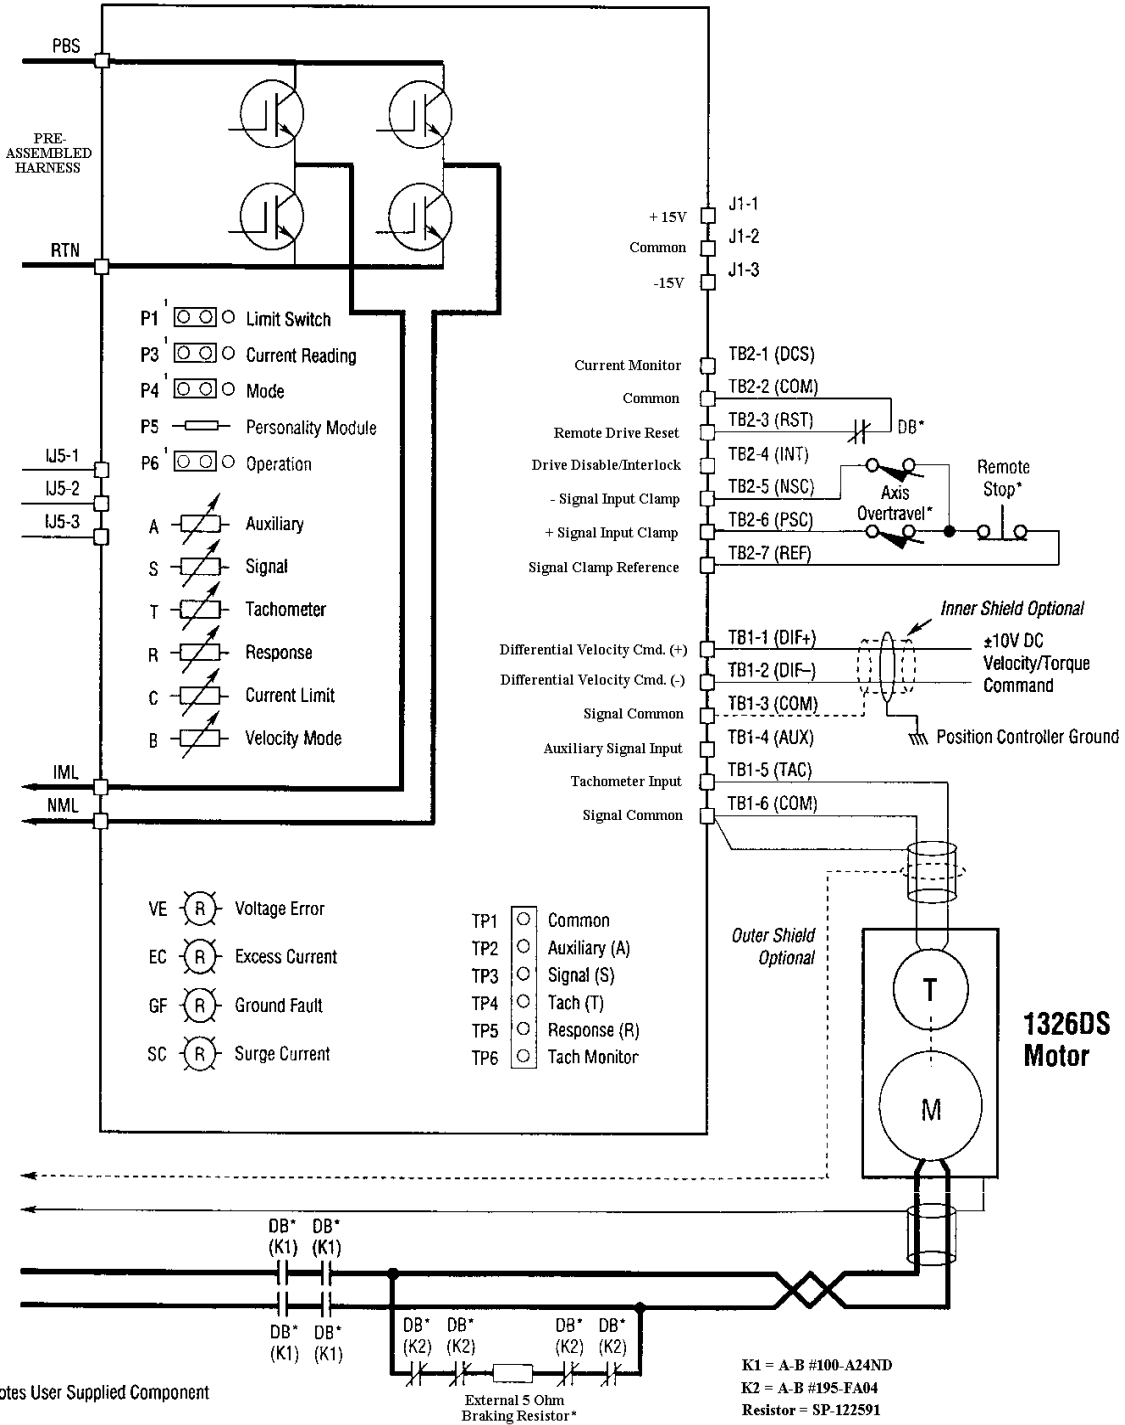 PBS
PRE-
ASSEMBLED
HARNESS
RTN
+ 15V
J1-1
Common
J1-2
-15V
J1-3
P1 1 Limit Switch
P3 1 Current Reading
P4 1 Mode
P5 Personality Module
P6 1 Operation
IJ5-1
IJ5-2
IJ5-3
A Auxiliary
S Signal
T Tachometer
R Response
C Current Limit
B Velocity Mode
IML
NML
Current Monitor
TB2-1 (DCS)
Common
TB2-2 (COM)
Remote Drive Reset
TB2-3 (RST)
DB*
Drive Disable/Interlock
TB2-4 (INT)
- Signal Input Clamp
TB2-5 (NSC)
+ Signal Input Clamp
TB2-6 (PSC)
Signal Clamp Reference
TB2-7 (REF)
Axis
Overtravel*
Remote
Stop*
Inner Shield Optional
Differential Velocity Cmd. (+)
TB1-1 (DIF+)
Differential Velocity Cmd. (-)
TB1-2 (DIF–)
Signal Common
TB1-3 (COM)
Auxiliary Signal Input
TB1-4 (AUX)
Tachometer Input
TB1-5 (TAC)
Signal Common
TB1-6 (COM)
±10V DC
Velocity/Torque
Command
Position Controller Ground
VE R Voltage Error
EC R Excess Current
GF R Ground Fault
SC R Surge Current
TP1 Common
TP2 Auxiliary (A)
TP3 Signal (S)
TP4 Tach (T)
TP5 Response (R)
TP6 Tach Monitor
Outer Shield
Optional
T
M
1326DS
Motor
DB* DB*
(K1) (K1)
DB* DB*
(K1) (K1)
DB* DB* DB* DB*
(K2) (K2) (K2) (K2)
External 5 Ohm
Braking Resistor*
K1 = A-B #100-A24ND
K2 = A-B #195-FA04
Resistor = SP-122591
otes User Supplied Component